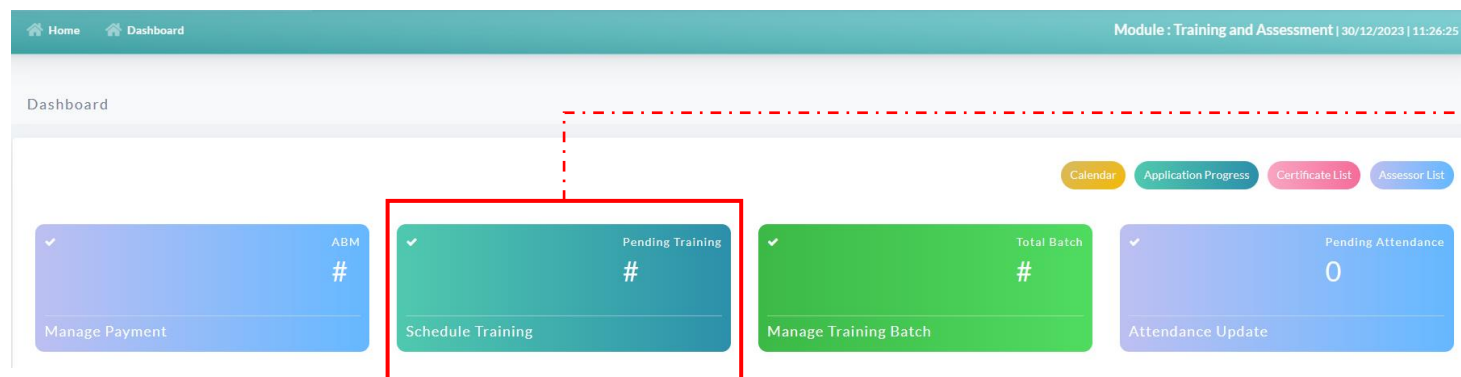 Home Dashboard Module : Training and Assessment | 30/12/2023 | 11:26:25
Dashboard
Calendar Application Progress Certificate List Assessor List
ABM Pending Training Total Batch Pending Attendance
# # # 0
Manage Payment Schedule Training Manage Training Batch Attendance Update